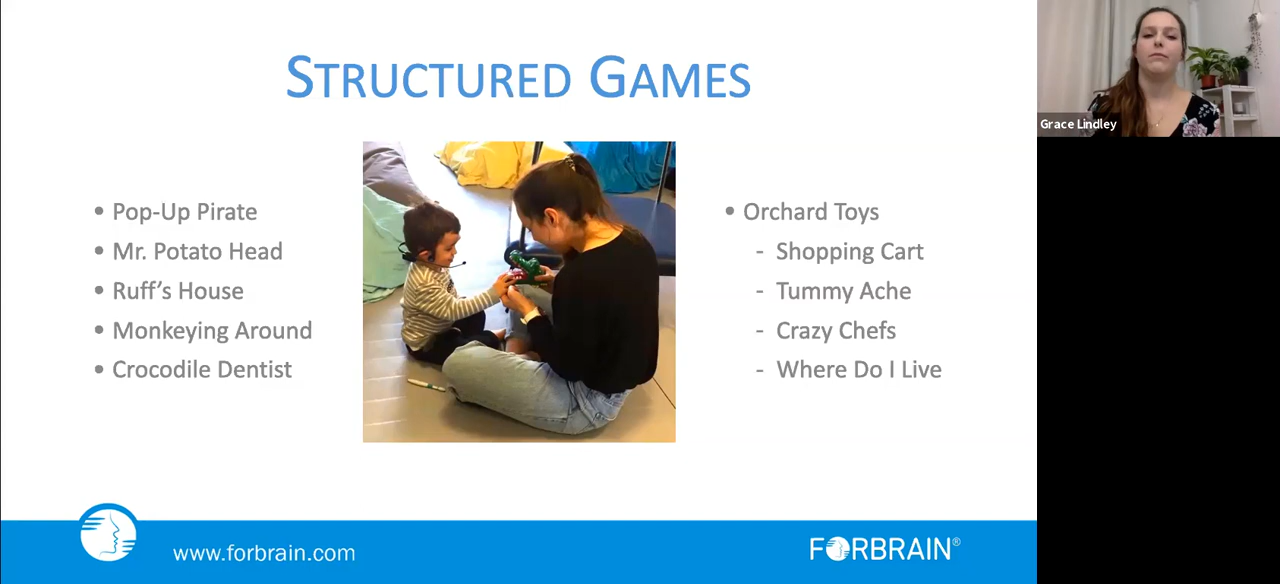 STRUCTURED GAMES
• Pop-Up Pirate
• Mr. Potato Head
• Ruff's House
• Monkeying Around
• Crocodile Dentist
• Orchard Toys
- Shopping Cart
- Tummy Ache
- Crazy Chefs
- Where Do I Live
www.forbrain.com
FORBRAIN®
Grace Lindley